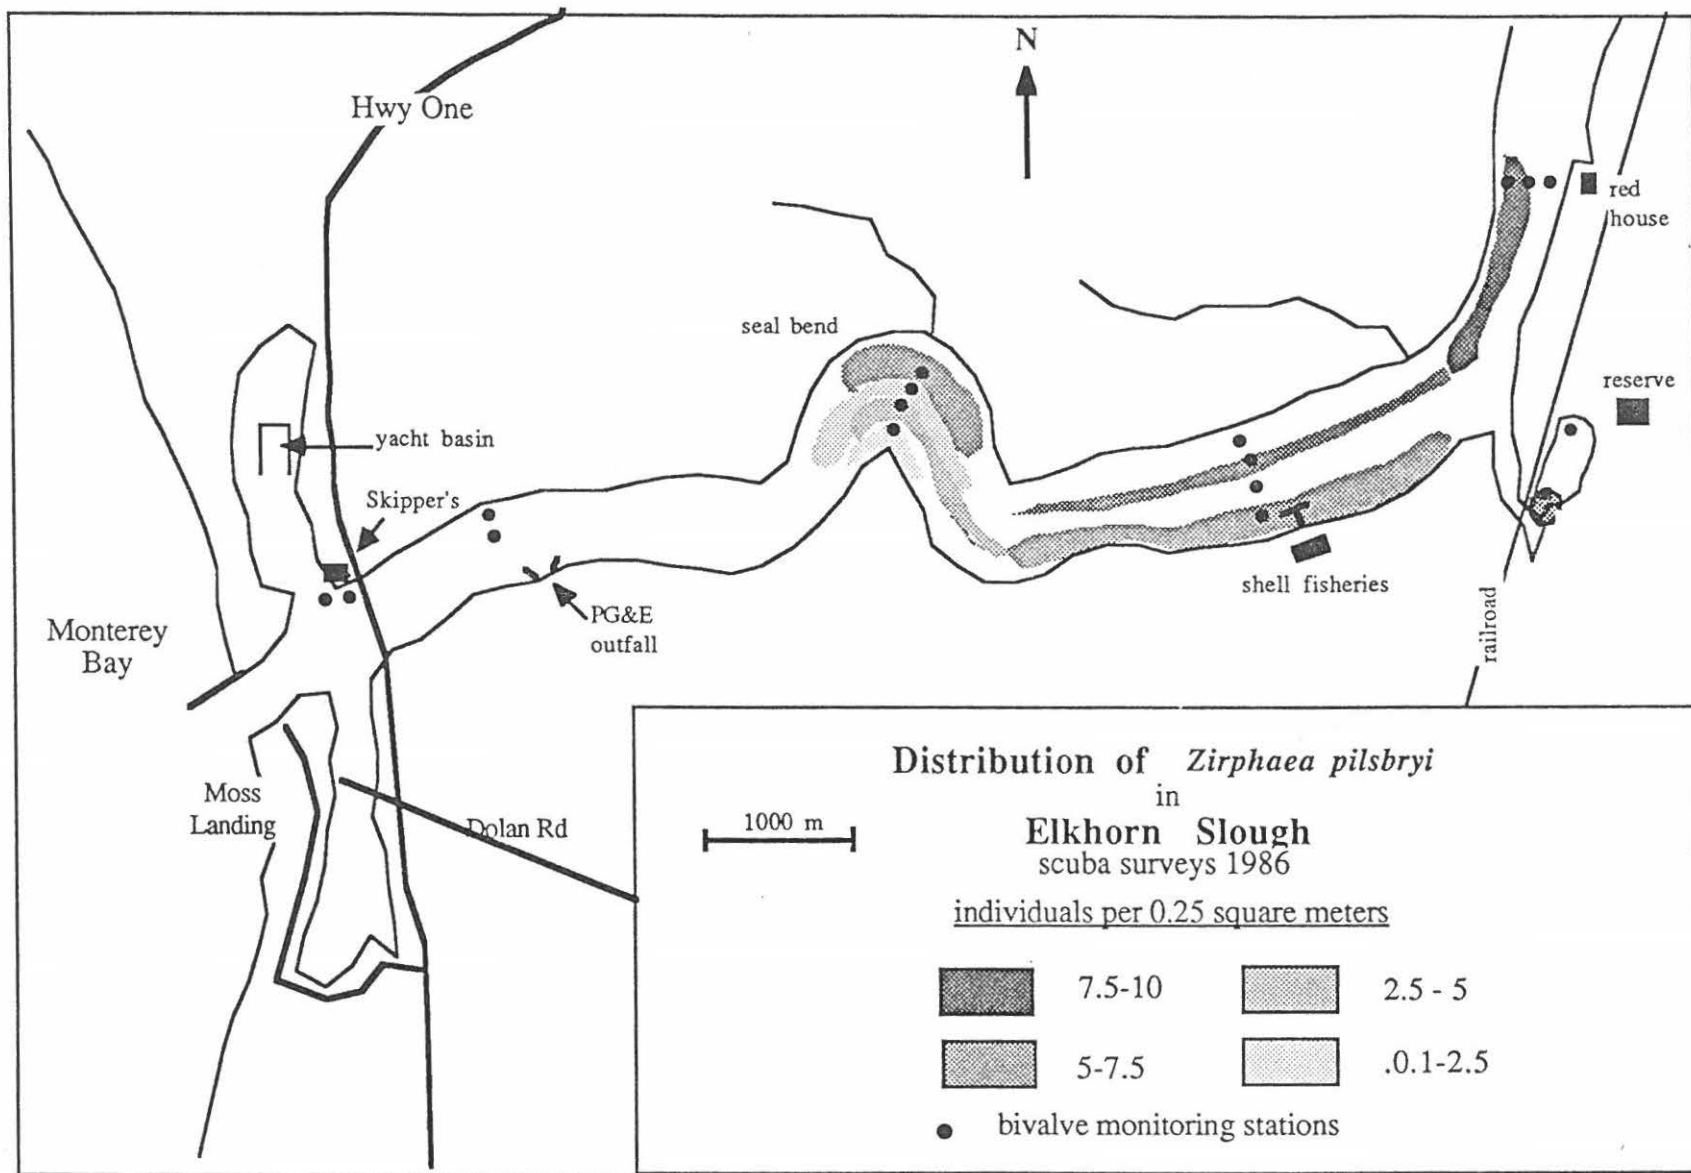 N
Hwy One
red
house
seal bend
reserve
yacht basin
Skipper's
shell fisheries
PG&E
outfall
Monterey
Bay
railroad
Moss
Landing
Dolan Rd
Distribution of Zirphaea pilsbryi
in
Elkhorn Slough
scuba surveys 1986
1000 m
individuals per 0.25 square meters
7.5-10
2.5 - 5
5-7.5
.0.1-2.5
bivalve monitoring stations